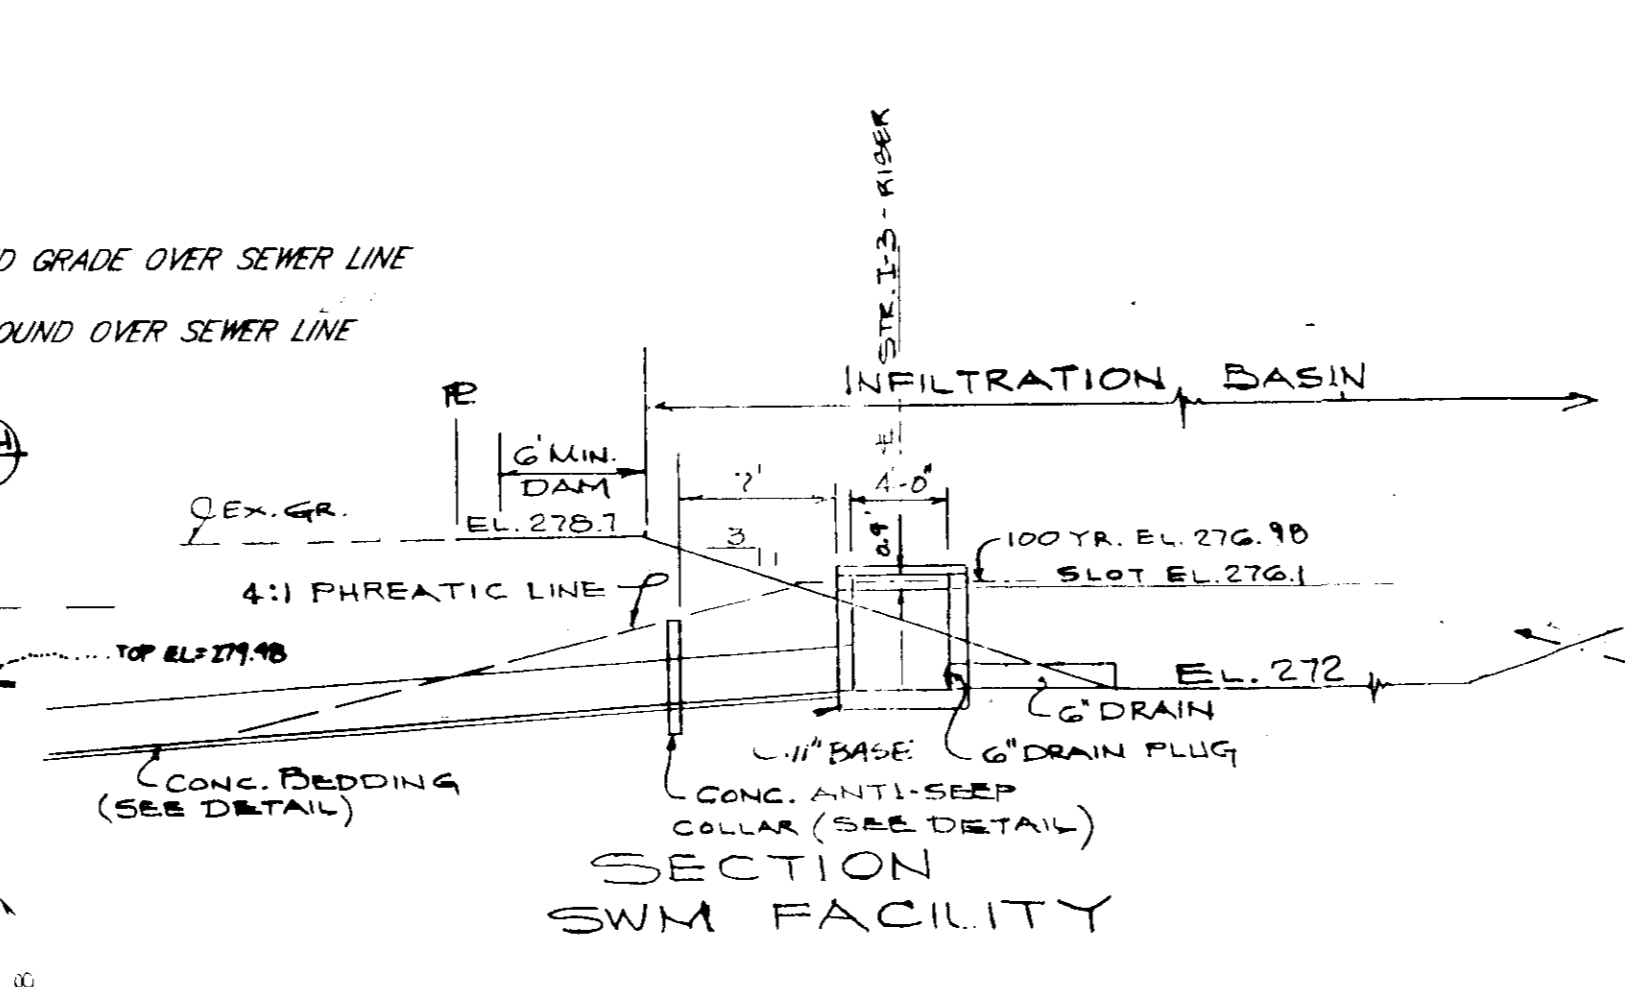 STR. I-3 - RISER
GRADE OVER SEWER LINE
OVER SEWER LINE
INFILTRATION BASIN
6' MIN.
DAM
4'-0"
EX. GR.
EL. 278.7
3
1
0.9'
100 YR. EL. 276.98
SLOT EL. 276.1
4:1 PHREATIC LINE
TOP EL = 279.98
EL. 272
6" DRAIN
BASE
6" DRAIN PLUG
CONC. BEDDING
(SEE DETAIL)
CONC. ANTI-SEEP
COLLAR (SEE DETAIL)
SECTION
SWM FACILITY